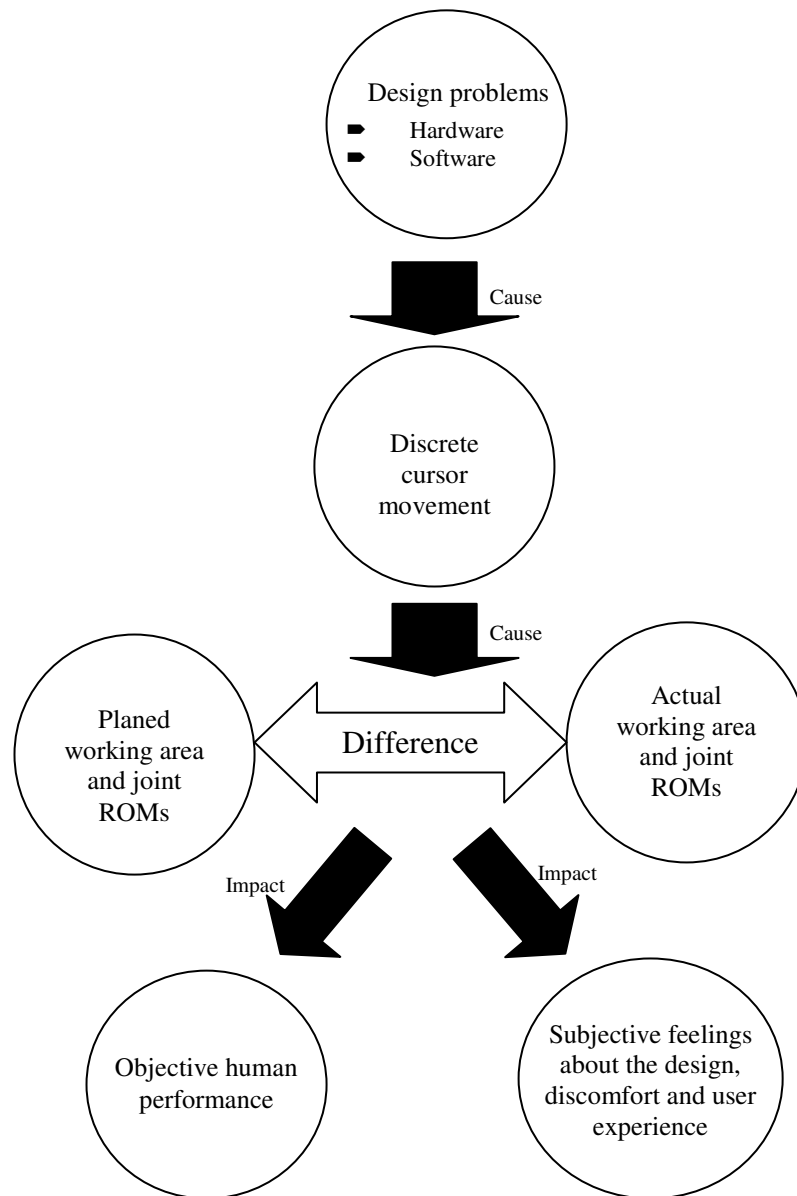 Design problems
Hardware
Software
Cause
Discrete
cursor
movement
Cause
Planed
working area
and joint
ROMs
Difference
Actual
working area
and joint
ROMs
Impact
Impact
Objective human
performance
Subjective feelings
about the design,
discomfort and user
experience